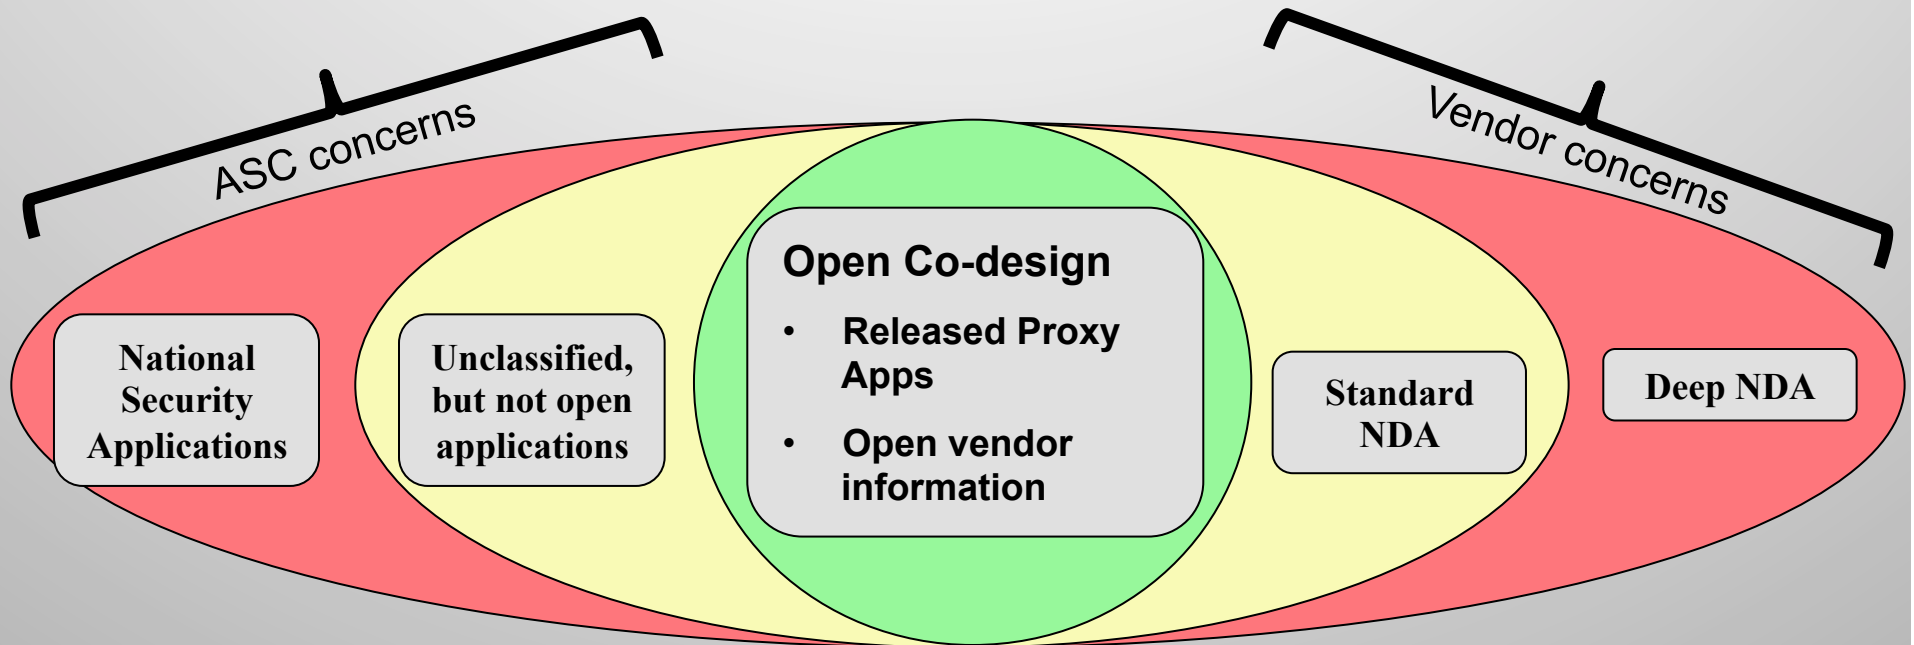 ASC concerns
Vendor concerns
National
Security
Applications
Unclassified,
but not open
applications
Open Co-design
• Released Proxy
Apps
• Open vendor
information
Standard
NDA
Deep NDA